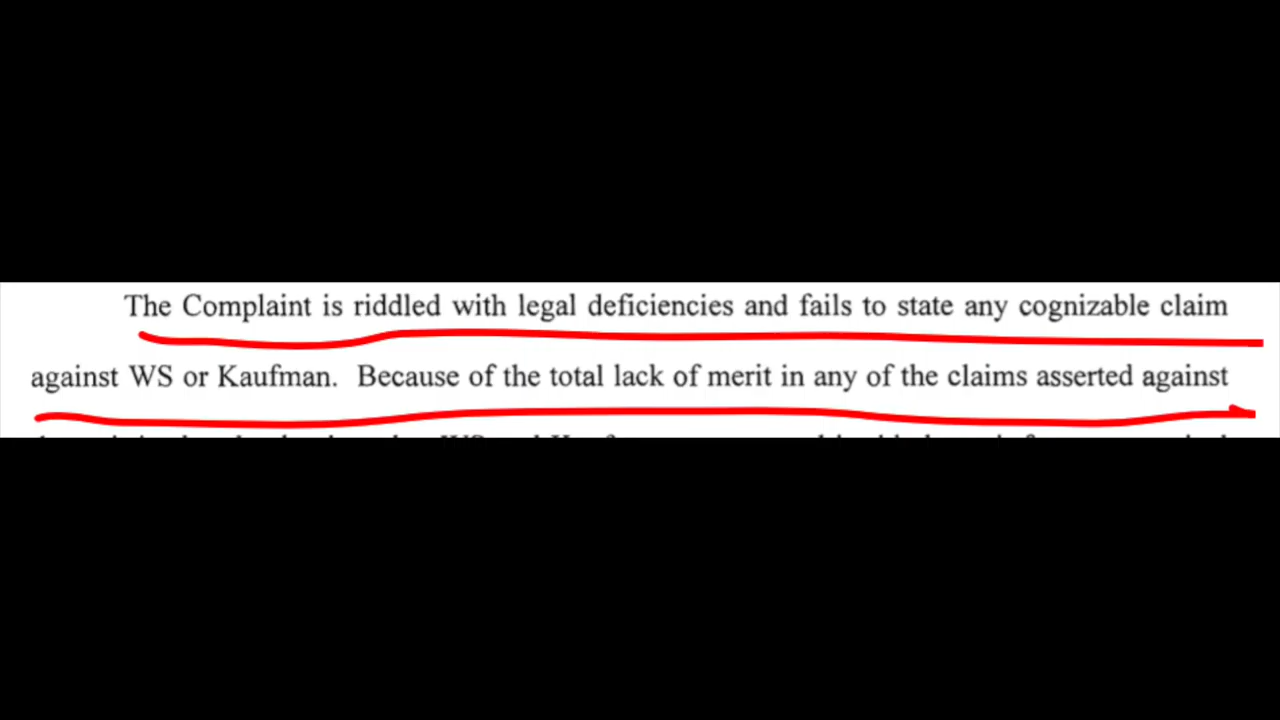 The Complaint is riddled with legal deficiencies and fails to state any cognizable claim
against WS or Kaufman. Because of the total lack of merit in any of the claims asserted against